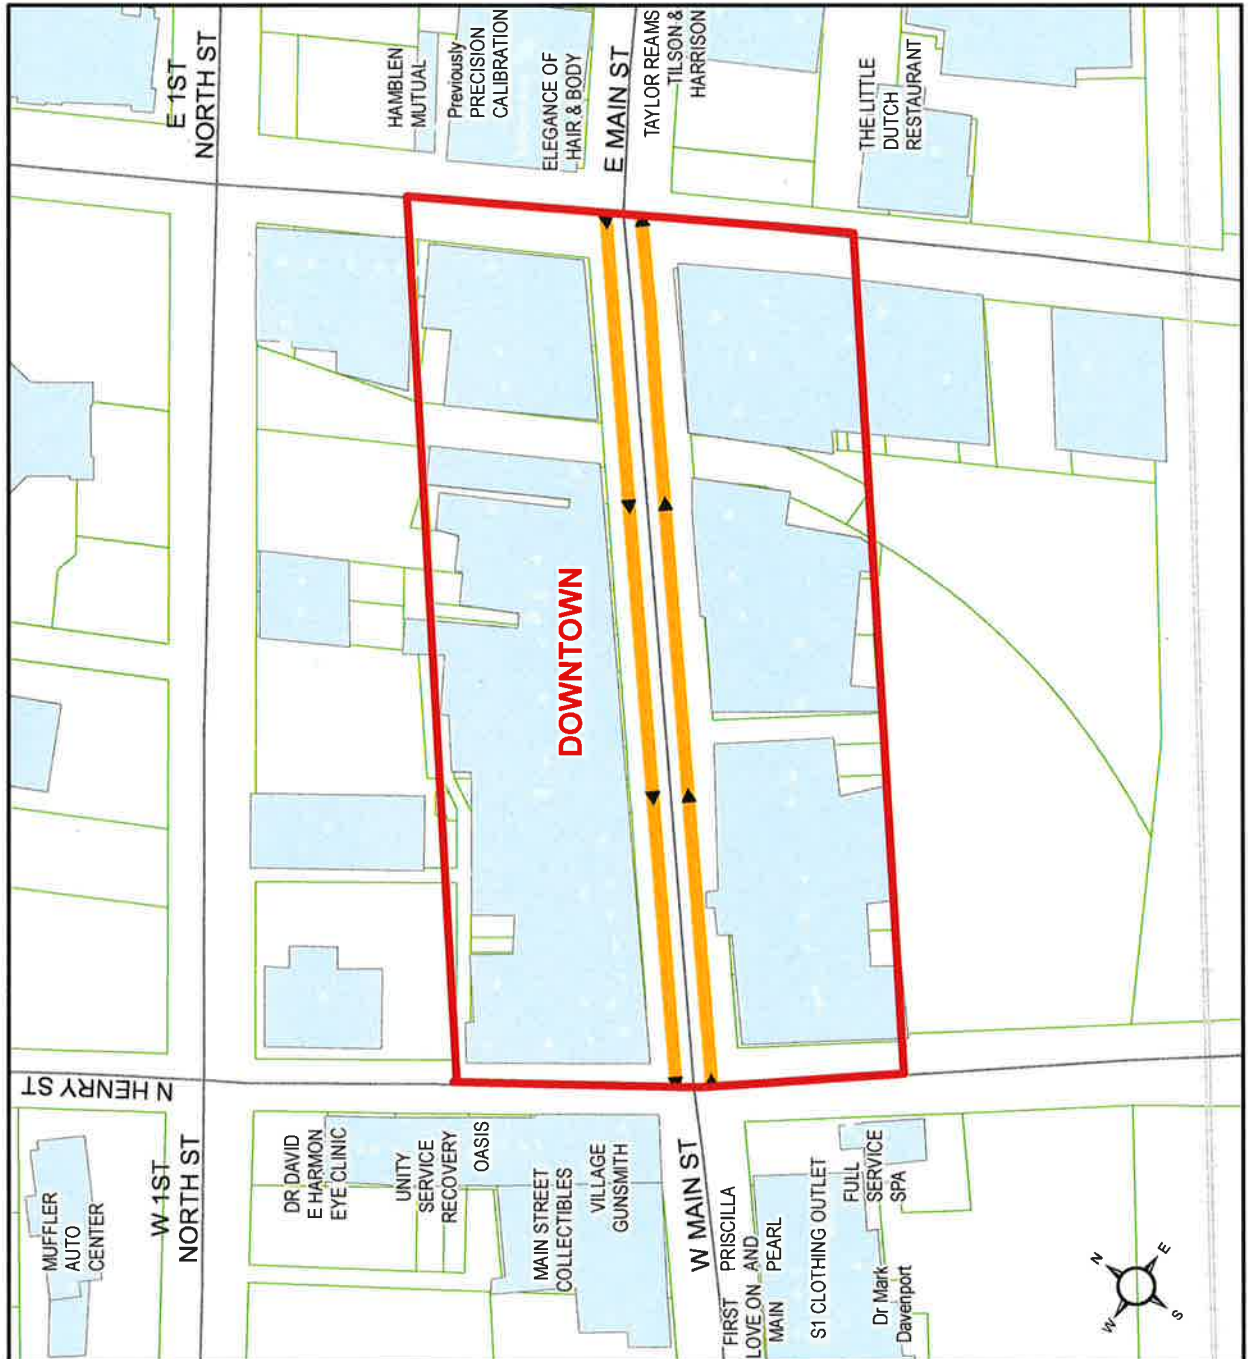 E 1ST
NORTH ST
HAMBLEN
MUTUAL
Previously
PRECISION
CALIBRATION
ELEGANCE OF
HAIR & BODY
E MAIN ST
TAYLOR REAMS
TILSON &
HARRISON
THE LITTLE
DUTCH
RESTAURANT
DOWNTOWN
N HENRY ST
MUFFLER
AUTO
CENTER
W 1ST
NORTH ST
DR DAVID
E HARMON
EYE CLINIC
UNITY
SERVICE
RECOVERY
OASIS
MAIN STREET
COLLECTIBLES
VILLAGE
GUNSMITH
W MAIN ST
FIRST
LOVE ON
MAIN
PRISCILLA
AND
PEARL
S1 CLOTHING OUTLET
FULL
SERVICE
SPA
Dr Mark
Davenport
N
E
S
W